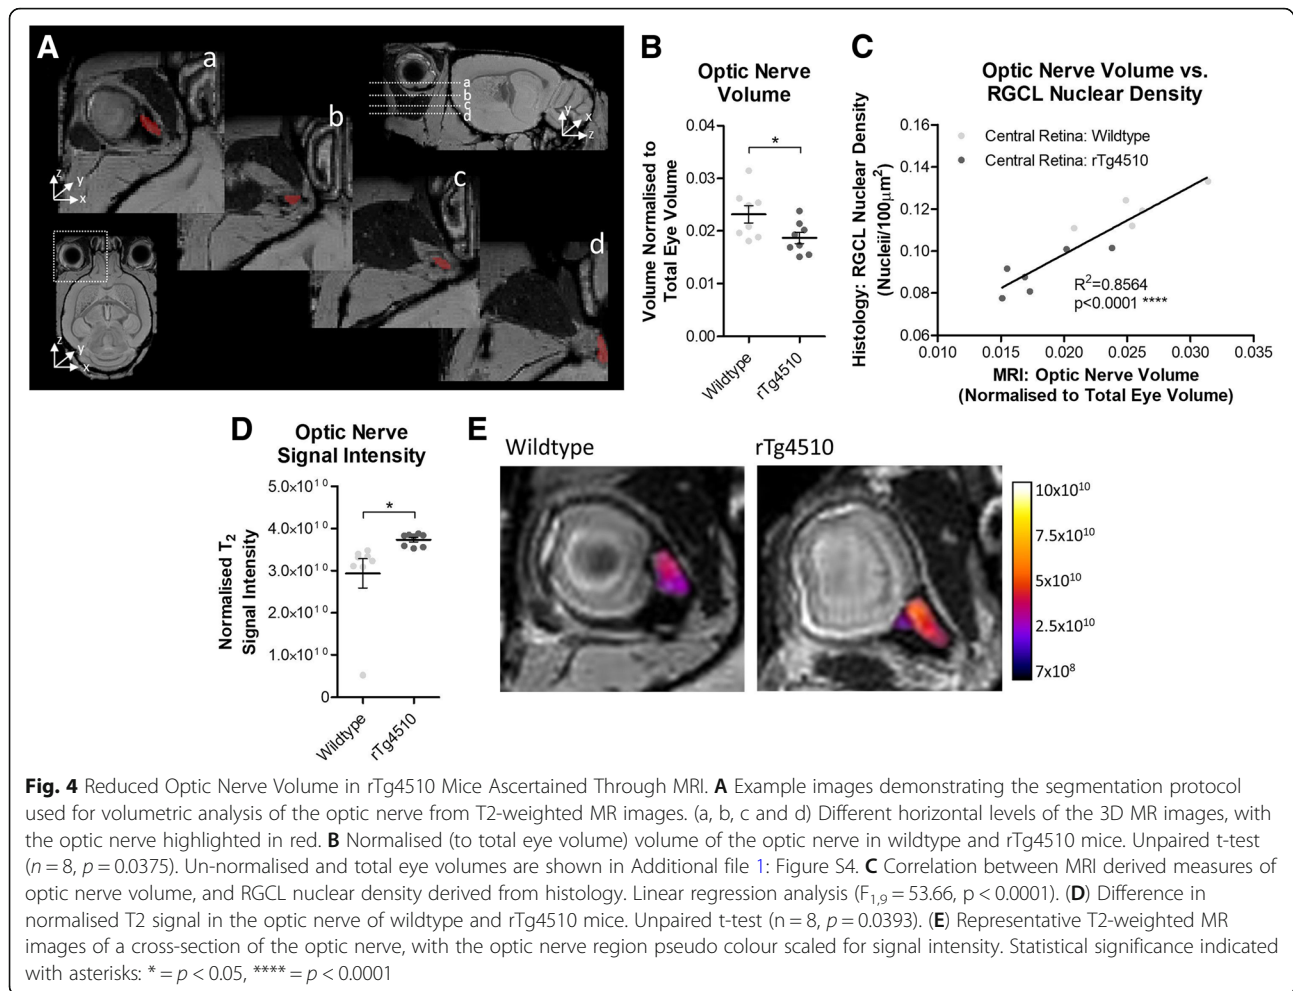 A
a
b
c
d
a
b
c
d
y
x
z
z
y
x
z
y
x
B
Optic Nerve
Volume
Volume Normalised to
Total Eye Volume
0.04
0.03
0.02
0.01
0.00
*
Wildtype
rTg4510
C
Optic Nerve Volume vs.
RGCL Nuclear Density
Histology: RGCL Nuclear Density
(Nucleii/100μm²)
0.16
0.14
0.12
0.10
0.08
0.06
Central Retina: Wildtype
Central Retina: rTg4510
R²=0.8564
p<0.0001 ****
0.010 0.015 0.020 0.025 0.030 0.035
MRI: Optic Nerve Volume
(Normalised to Total Eye Volume)
D
Optic Nerve
Signal Intensity
Normalised T₂
Signal Intensity
5.0×10¹⁰
4.0×10¹⁰
3.0×10¹⁰
2.0×10¹⁰
1.0×10¹⁰
0
*
Wildtype
rTg4510
E
Wildtype
rTg4510
10x10¹⁰
7.5x10¹⁰
5x10¹⁰
2.5x10¹⁰
7x10⁸
Fig. 4 Reduced Optic Nerve Volume in rTg4510 Mice Ascertained Through MRI. A Example images demonstrating the segmentation protocol
used for volumetric analysis of the optic nerve from T2-weighted MR images. (a, b, c and d) Different horizontal levels of the 3D MR images, with
the optic nerve highlighted in red. B Normalised (to total eye volume) volume of the optic nerve in wildtype and rTg4510 mice. Unpaired t-test
(n = 8, p = 0.0375). Un-normalised and total eye volumes are shown in Additional file 1: Figure S4. C Correlation between MRI derived measures of
optic nerve volume, and RGCL nuclear density derived from histology. Linear regression analysis (F₁,₉ = 53.66, p < 0.0001). (D) Difference in
normalised T2 signal in the optic nerve of wildtype and rTg4510 mice. Unpaired t-test (n = 8, p = 0.0393). (E) Representative T2-weighted MR
images of a cross-section of the optic nerve, with the optic nerve region pseudo colour scaled for signal intensity. Statistical significance indicated
with asterisks: * = p < 0.05, **** = p < 0.0001